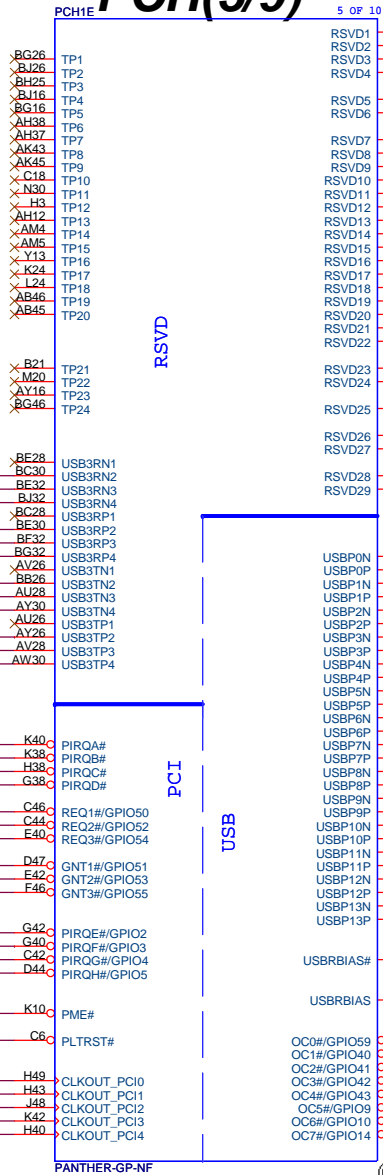 PCH(5/9)
PCH1E
5 OF 10
RSVD1
RSVD2
RSVD3
RSVD4
RSVD5
RSVD6
RSVD7
RSVD8
RSVD9
RSVD10
RSVD11
RSVD12
RSVD13
RSVD14
RSVD15
RSVD16
RSVD17
RSVD18
RSVD19
RSVD20
RSVD21
RSVD22
RSVD23
RSVD24
RSVD25
RSVD26
RSVD27
RSVD28
RSVD29
BG26 TP1
BJ26 TP2
BH25 TP3
BJ16 TP4
BG16 TP5
AH38 TP6
AH37 TP7
AK43 TP8
AK45 TP9
C18 TP10
N30 TP11
H3 TP12
AH12 TP13
AM4 TP14
AM5 TP15
Y13 TP16
K24 TP17
L24 TP18
AB46 TP19
AB45 TP20
RSVD
B21 TP21
M20 TP22
AY16 TP23
BG46 TP24
BE28 USB3RN1
BC30 USB3RN2
BE32 USB3RN3
BJ32 USB3RN4
BC28 USB3RP1
BE30 USB3RP2
BF32 USB3RP3
BG32 USB3RP4
AV26 USB3TN1
BB26 USB3TN2
AU28 USB3TN3
AY30 USB3TN4
AU26 USB3TP1
AY26 USB3TP2
AV28 USB3TP3
AW30 USB3TP4
K40 PIRQA#
K38 PIRQB#
H38 PIRQC#
G38 PIRQD#
PCI
C46 REQ1#/GPIO50
C44 REQ2#/GPIO52
E40 REQ3#/GPIO54
D47 GNT1#/GPIO51
E42 GNT2#/GPIO53
F46 GNT3#/GPIO55
G42 PIRQE#/GPIO2
G40 PIRQF#/GPIO3
C42 PIRQG#/GPIO4
D44 PIRQH#/GPIO5
K10 PME#
C6 PLTRST#
H49 CLKOUT_PCI0
H43 CLKOUT_PCI1
J48 CLKOUT_PCI2
K42 CLKOUT_PCI3
H40 CLKOUT_PCI4
USB
USBP0N
USBP0P
USBP1N
USBP1P
USBP2N
USBP2P
USBP3N
USBP3P
USBP4N
USBP4P
USBP5N
USBP5P
USBP6N
USBP6P
USBP7N
USBP7P
USBP8N
USBP8P
USBP9N
USBP9P
USBP10N
USBP10P
USBP11N
USBP11P
USBP12N
USBP12P
USBP13N
USBP13P
USBRBIAS#
USBRBIAS
OC0#/GPIO59
OC1#/GPIO40
OC2#/GPIO41
OC3#/GPIO42
OC4#/GPIO43
OC5#/GPIO9
OC6#/GPIO10
OC7#/GPIO14
PANTHER-GP-NF